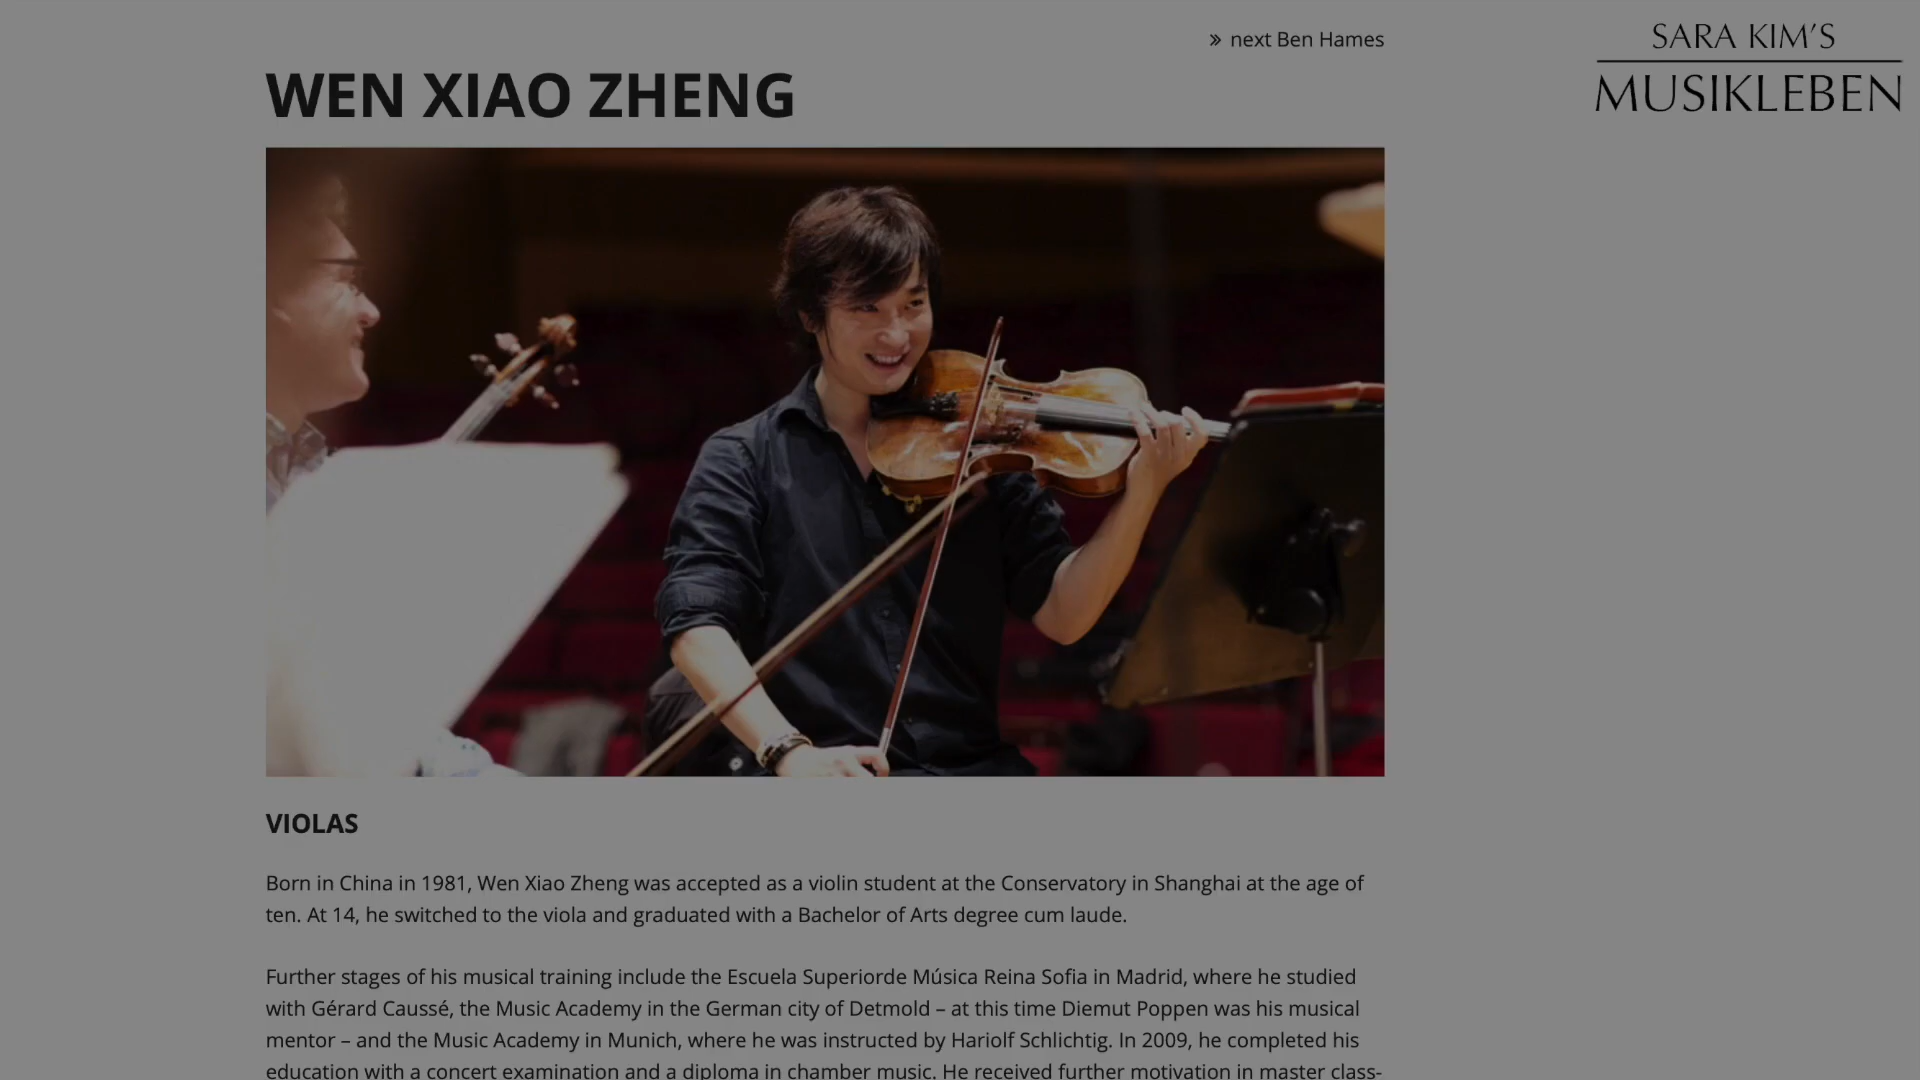 next Ben Hames
SARA KIM'S
MUSIKLEBEN
WEN XIAO ZHENG
VIOLAS
Born in China in 1981, Wen Xiao Zheng was accepted as a violin student at the Conservatory in Shanghai at the age of
ten. At 14, he switched to the viola and graduated with a Bachelor of Arts degree cum laude.
Further stages of his musical training include the Escuela Superiorde Música Reina Sofia in Madrid, where he studied
with Gérard Caussé, the Music Academy in the German city of Detmold – at this time Diemut Poppen was his musical
mentor – and the Music Academy in Munich, where he was instructed by Hariolf Schlichtig. In 2009, he completed his
education with a concert examination and a diploma in chamber music. He received further motivation in master class-